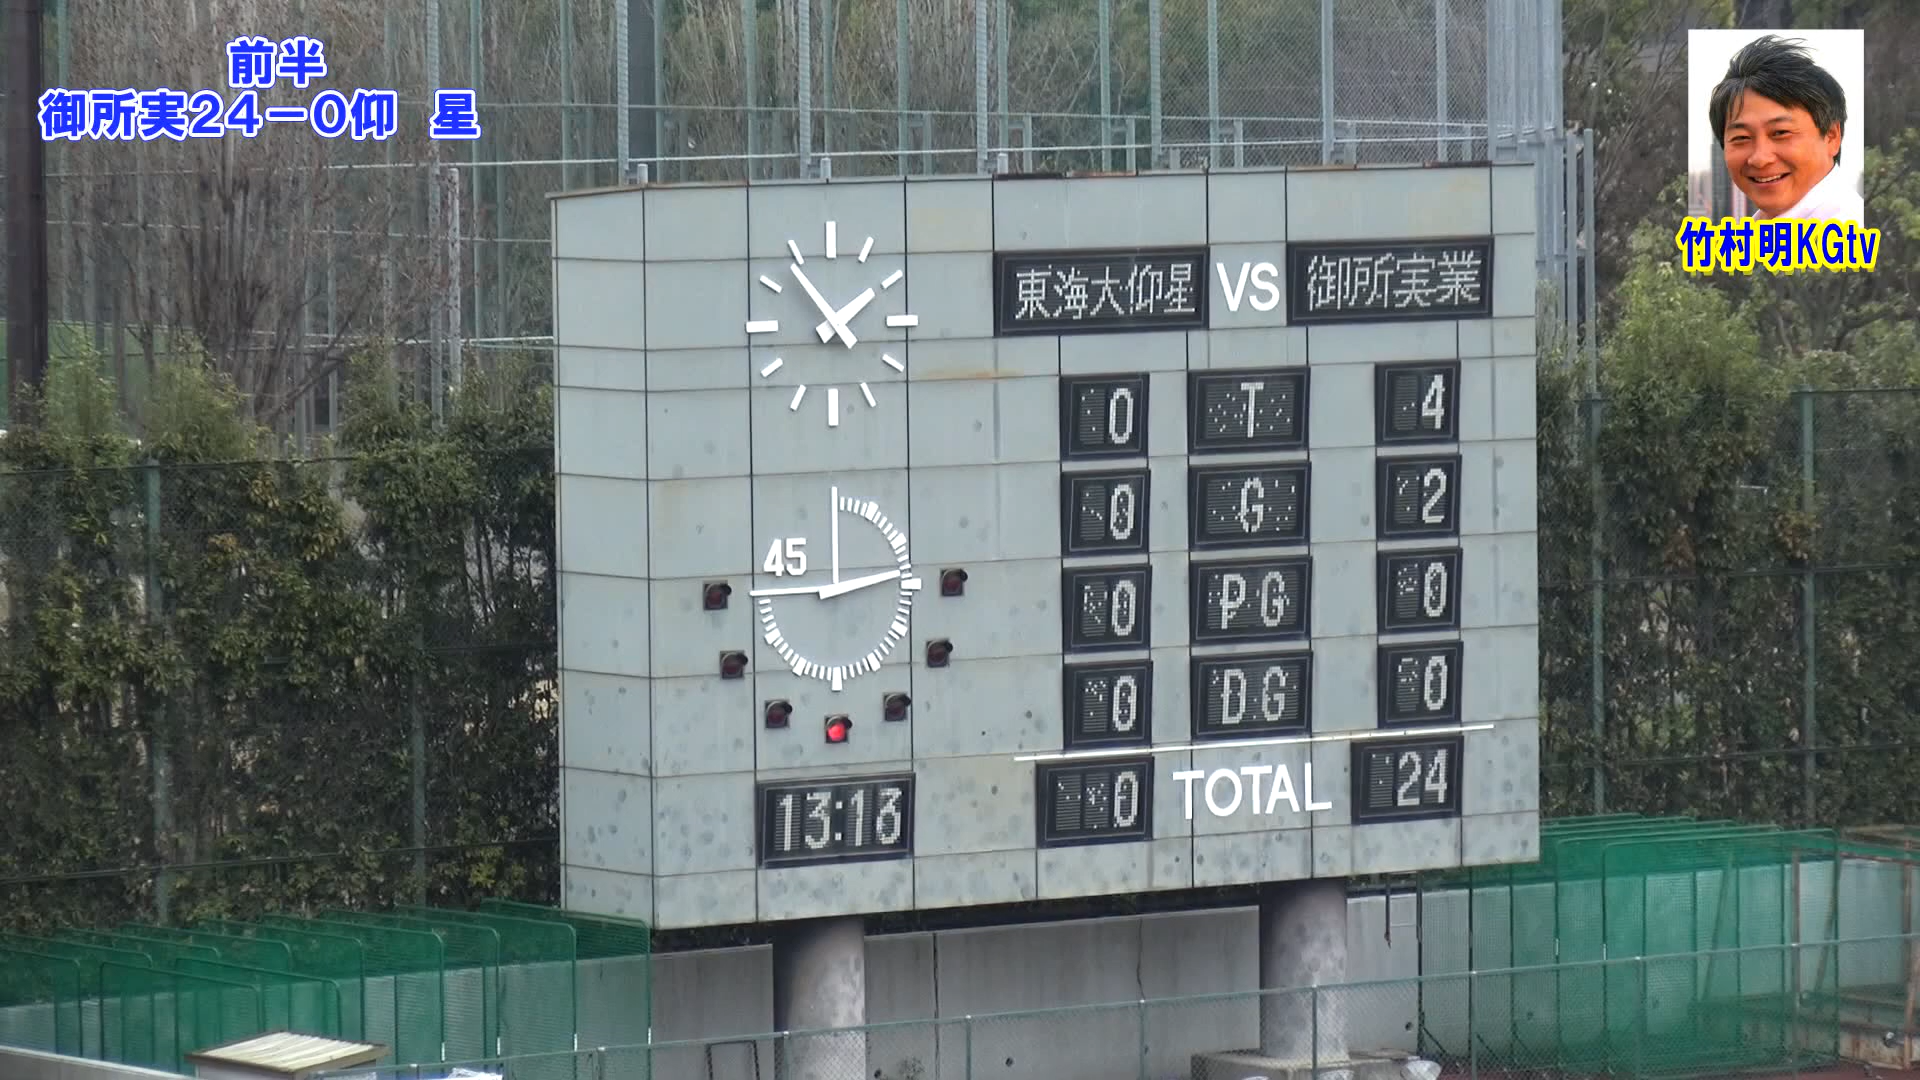 前半
御所実24－0仰　星
竹村明KGtv
東海大仰星 VS 御所実業
0 T 4
0 G 2
45
0 PG 0
0 DG 0
0 TOTAL 24
13:13